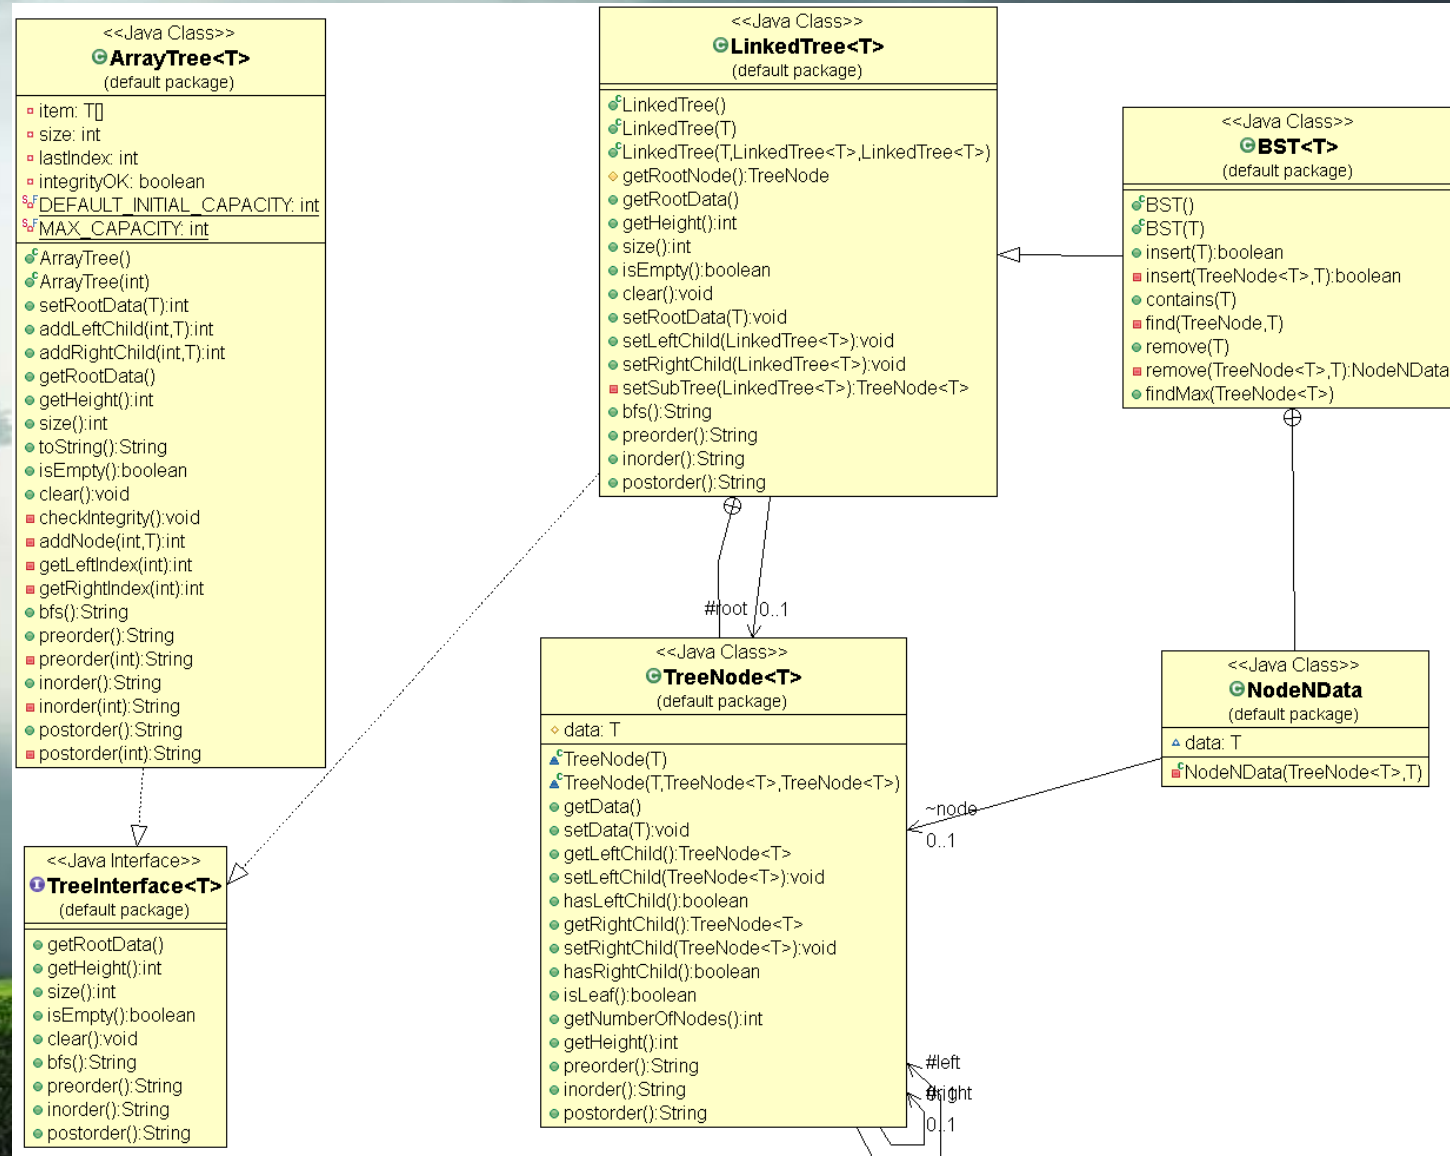 <<Java Class>>
ArrayTree<T>
(default package)
item: T[]
size: int
lastIndex: int
integrityOK: boolean
DEFAULT_INITIAL_CAPACITY: int
MAX_CAPACITY: int
ArrayTree()
ArrayTree(int)
setRootData(T):int
addLeftChild(int,T):int
addRightChild(int,T):int
getRootData()
getHeight():int
size():int
toString():String
isEmpty():boolean
clear():void
checkIntegrity():void
addNode(int,T):int
getLeftIndex(int):int
getRightIndex(int):int
bfs():String
preorder():String
preorder(int):String
inorder():String
inorder(int):String
postorder():String
postorder(int):String
<<Java Interface>>
TreeInterface<T>
(default package)
getRootData()
getHeight():int
size():int
isEmpty():boolean
clear():void
bfs():String
preorder():String
inorder():String
postorder():String
<<Java Class>>
LinkedTree<T>
(default package)
LinkedTree()
LinkedTree(T)
LinkedTree(T,LinkedTree<T>,LinkedTree<T>)
getRootNode():TreeNode
getRootData()
getHeight():int
size():int
isEmpty():boolean
clear():void
setRootData(T):void
setLeftChild(LinkedTree<T>):void
setRightChild(LinkedTree<T>):void
setSubTree(LinkedTree<T>):TreeNode<T>
bfs():String
preorder():String
inorder():String
postorder():String
#root 0..1
<<Java Class>>
TreeNode<T>
(default package)
data: T
TreeNode(T)
TreeNode(T,TreeNode<T>,TreeNode<T>)
getData()
setData(T):void
getLeftChild():TreeNode<T>
setLeftChild(TreeNode<T>):void
hasLeftChild():boolean
getRightChild():TreeNode<T>
setRightChild(TreeNode<T>):void
hasRightChild():boolean
isLeaf():boolean
getNumberOfNodes():int
getHeight():int
preorder():String
inorder():String
postorder():String
~node
0..1
#left
#right
0..1
<<Java Class>>
BST<T>
(default package)
BST()
BST(T)
insert(T):boolean
insert(TreeNode<T>,T):boolean
contains(T)
find(TreeNode,T)
remove(T)
remove(TreeNode<T>,T):NodeNData
findMax(TreeNode<T>)
<<Java Class>>
NodeNData
(default package)
data: T
NodeNData(TreeNode<T>,T)